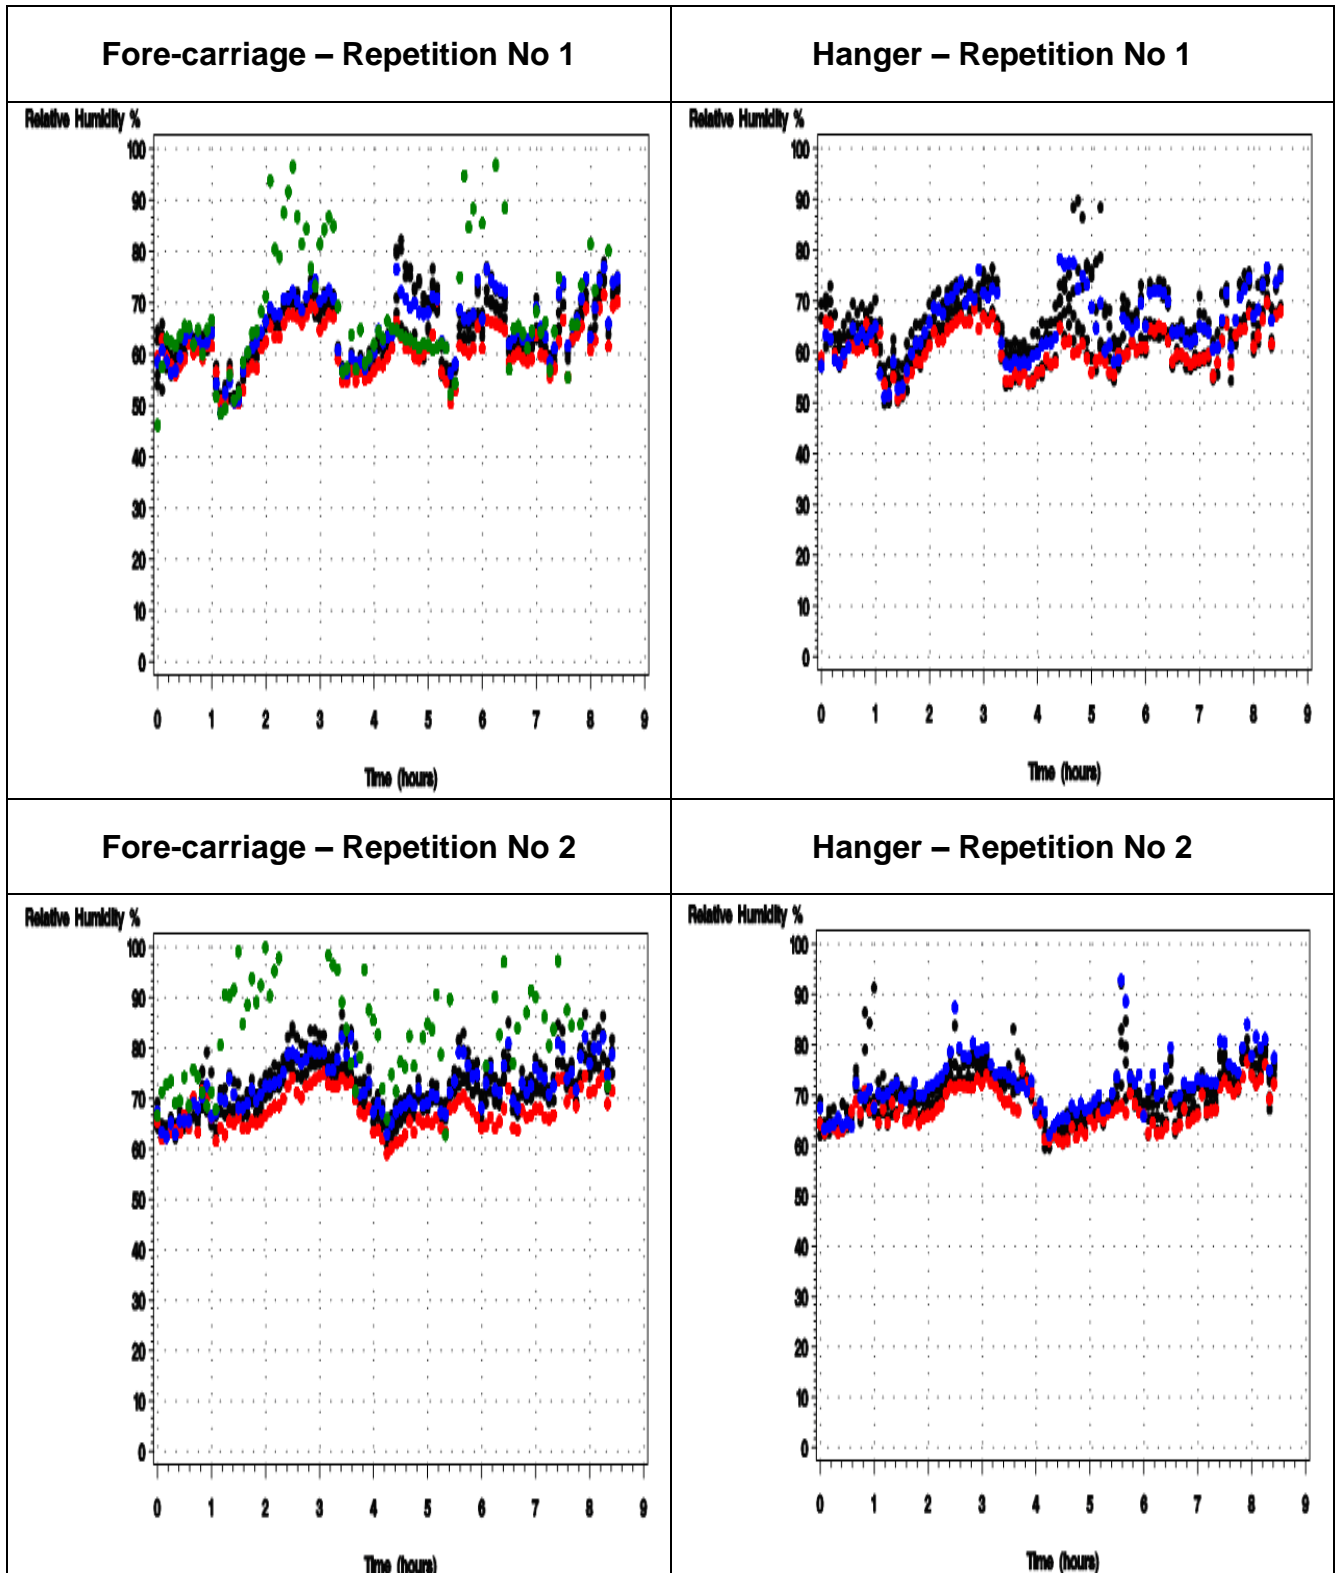 Fore-carriage – Repetition No 1
Hanger – Repetition No 1
Relative Humidity %
100
90
80
70
60
50
40
30
20
10
0
0 1 2 3 4 5 6 7 8 9
Time (hours)
Relative Humidity %
100
90
80
70
60
50
40
30
20
10
0
0 1 2 3 4 5 6 7 8 9
Time (hours)
Fore-carriage – Repetition No 2
Hanger – Repetition No 2
Relative Humidity %
100
90
80
70
60
50
40
30
20
10
0
0 1 2 3 4 5 6 7 8 9
Time (hours)
Relative Humidity %
100
90
80
70
60
50
40
30
20
10
0
0 1 2 3 4 5 6 7 8 9
Time (hours)